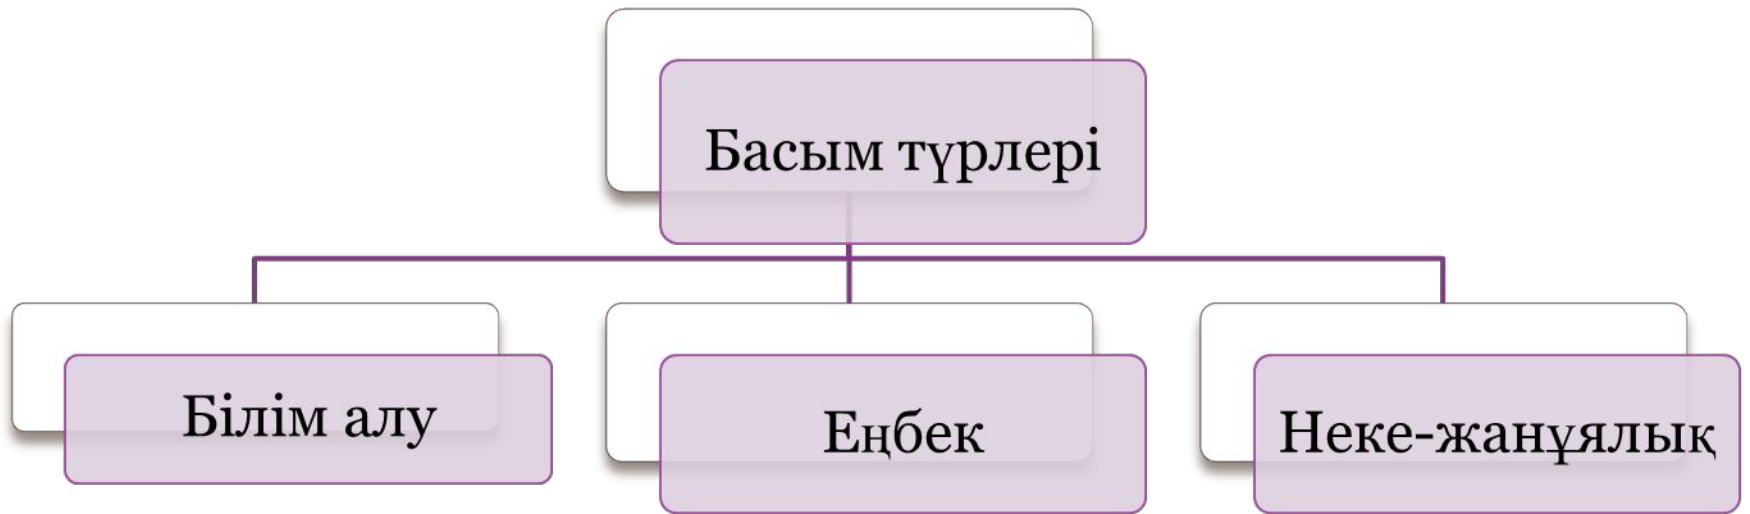 Басым түрлері
Білім алу
Еңбек
Неке-жанұялық